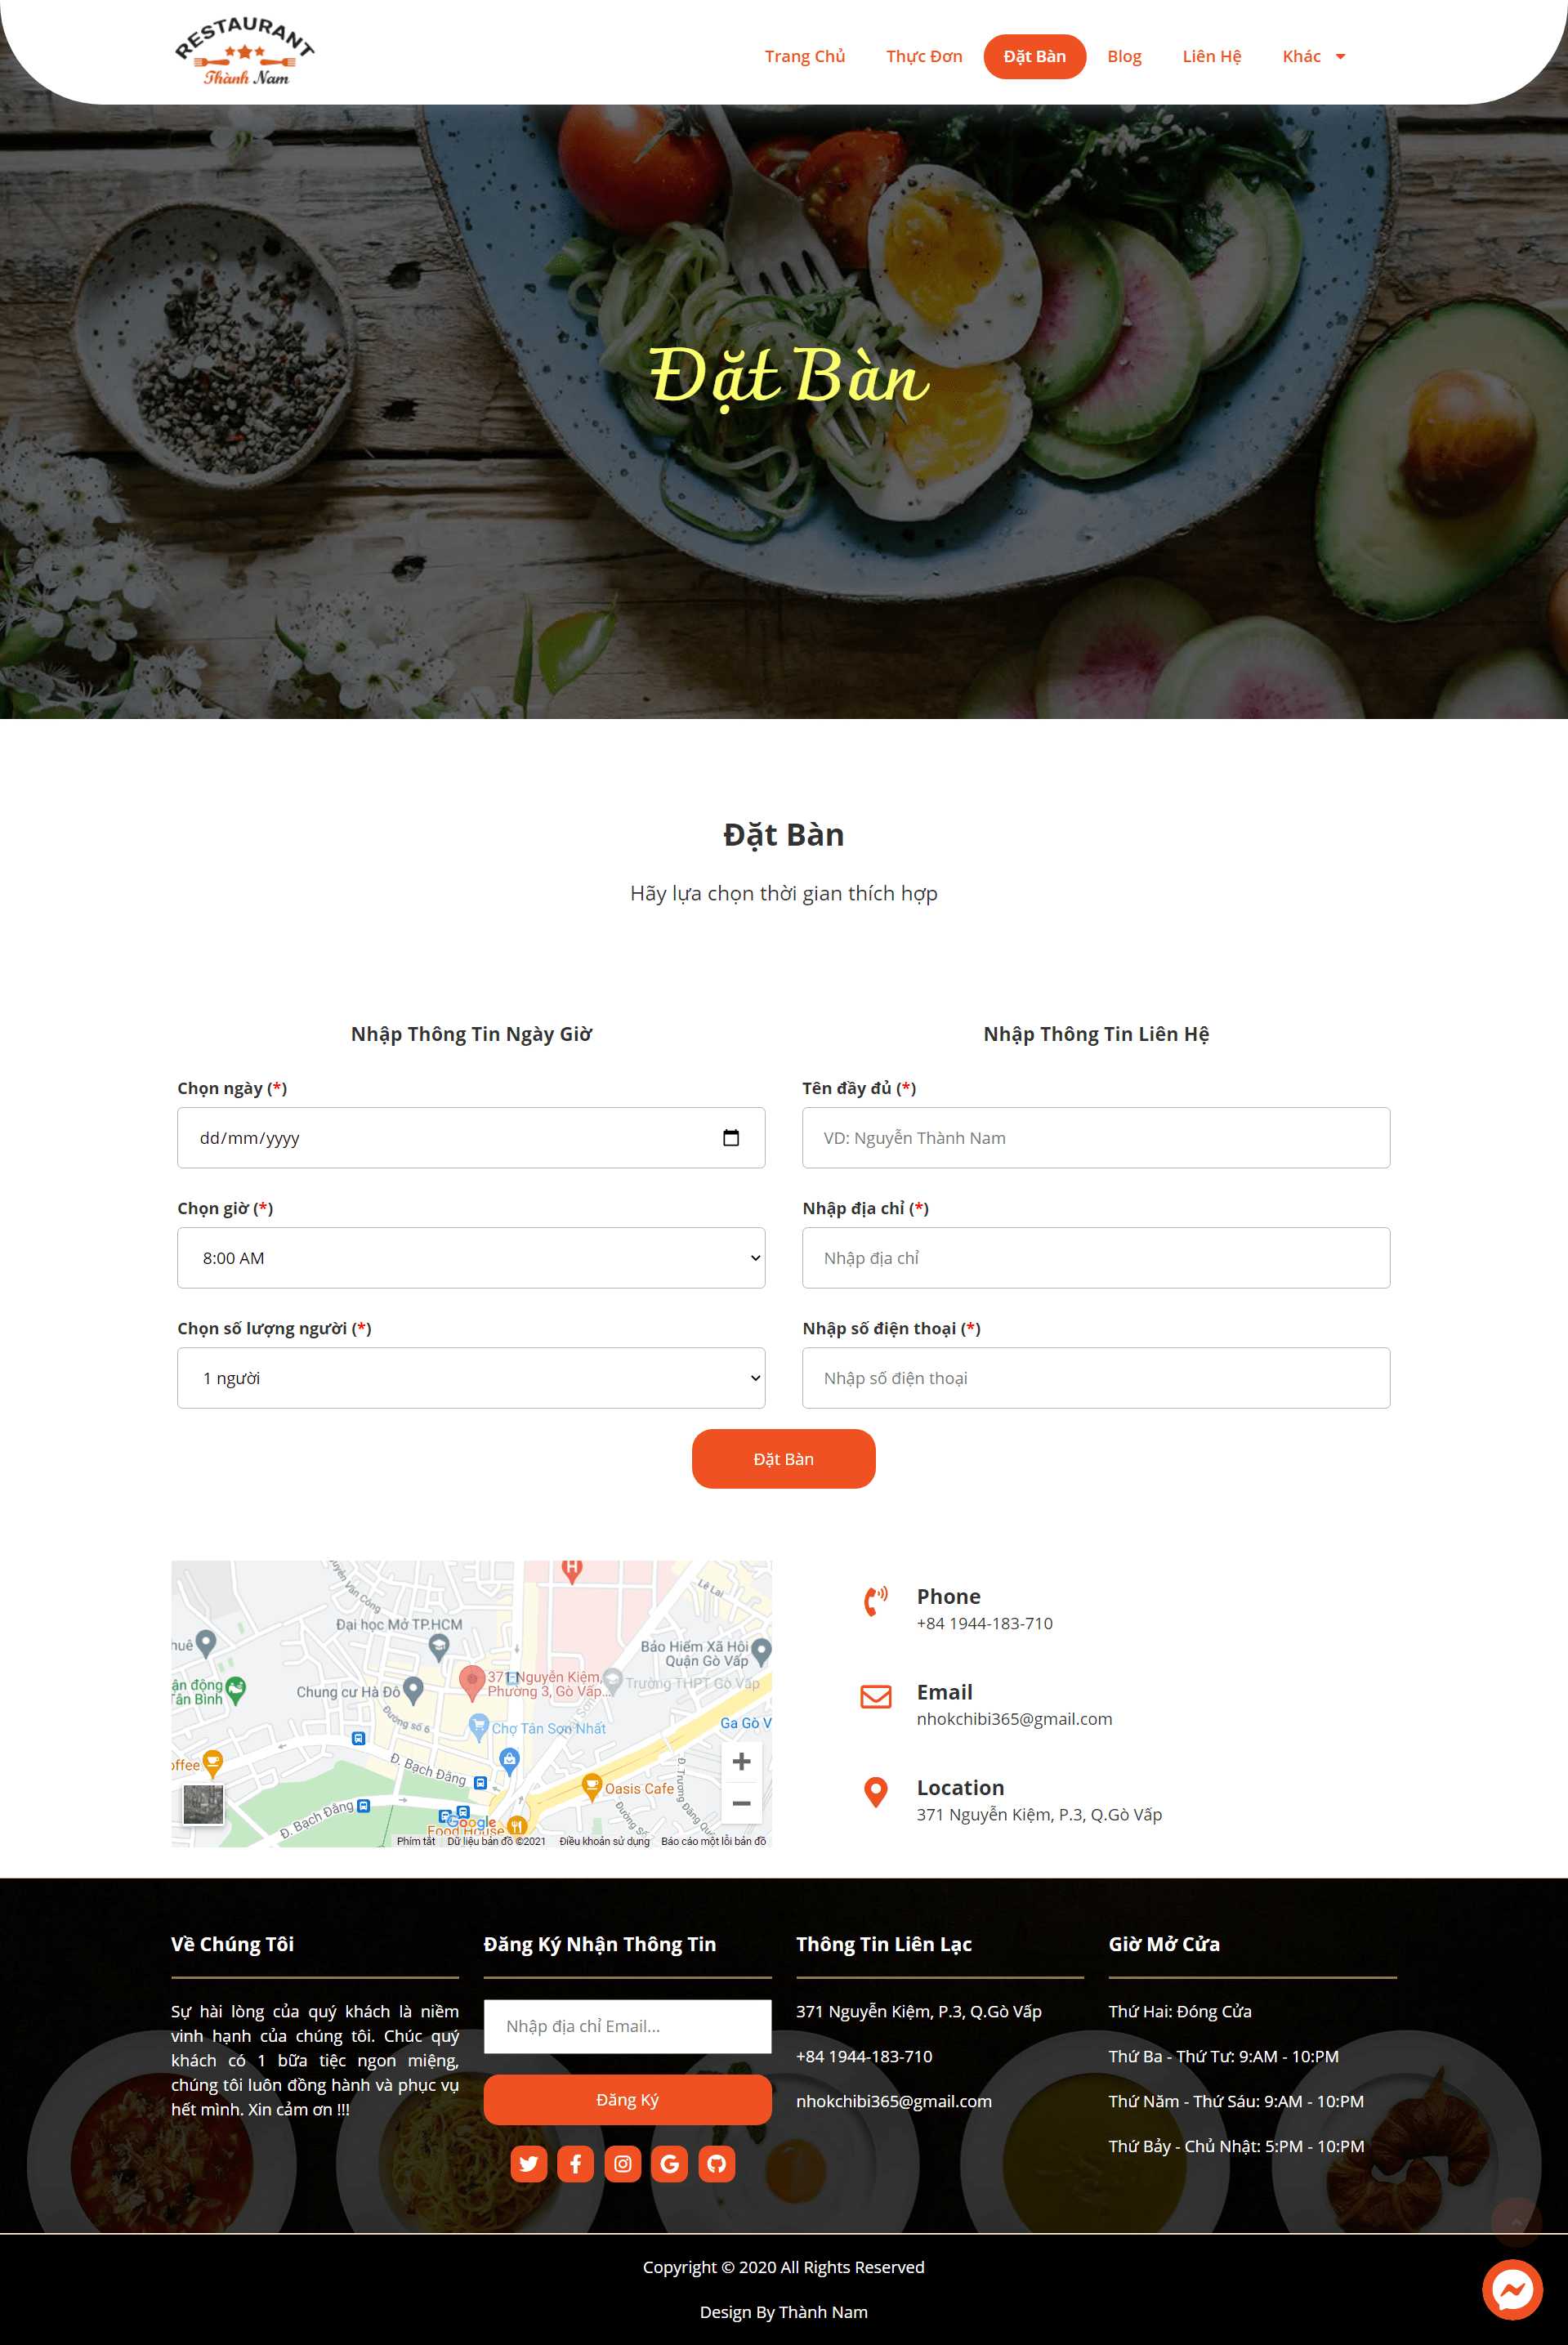 RESTAURANT
Thành Nam
Trang Chủ
Thực Đơn
Đặt Bàn
Blog
Liên Hệ
Khác
Đặt Bàn
Đặt Bàn
Hãy lựa chọn thời gian thích hợp
Nhập Thông Tin Ngày Giờ
Chọn ngày (*)
dd/mm/yyyy
Chọn giờ (*)
8:00 AM
Chọn số lượng người (*)
1 người
Nhập Thông Tin Liên Hệ
Tên đầy đủ (*)
VD: Nguyễn Thành Nam
Nhập địa chỉ (*)
Nhập địa chỉ
Nhập số điện thoại (*)
Nhập số điện thoại
Đặt Bàn
Lê Lai
Đại học Mở TP.HCM
Bảo Hiểm Xã Hội
Quận Gò Vấp
371 Nguyễn Kiệm,
Phường 3, Gò Vấp...
Trường THPT Gò Vấp
Chung cư Hà Đô
Tân Bình
Đường số 6
Chợ Tân Sơn Nhất
Ga Gò V
Đ. Bạch Đằng
Oasis Cafe
Đ. Bạch Đằng
Google
Food House
Phím tắt
Dữ liệu bản đồ ©2021
Điều khoản sử dụng
Báo cáo một lỗi bản đồ
Phone
+84 1944-183-710
Email
nhokchibi365@gmail.com
Location
371 Nguyễn Kiệm, P.3, Q.Gò Vấp
Về Chúng Tôi
Sự hài lòng của quý khách là niềm
vinh hạnh của chúng tôi. Chúc quý
khách có 1 bữa tiệc ngon miệng,
chúng tôi luôn đồng hành và phục vụ
hết mình. Xin cảm ơn !!!
Đăng Ký Nhận Thông Tin
Nhập địa chỉ Email...
Đăng Ký
Thông Tin Liên Lạc
371 Nguyễn Kiệm, P.3, Q.Gò Vấp
+84 1944-183-710
nhokchibi365@gmail.com
Giờ Mở Cửa
Thứ Hai: Đóng Cửa
Thứ Ba - Thứ Tư: 9:AM - 10:PM
Thứ Năm - Thứ Sáu: 9:AM - 10:PM
Thứ Bảy - Chủ Nhật: 5:PM - 10:PM
Copyright © 2020 All Rights Reserved
Design By Thành Nam